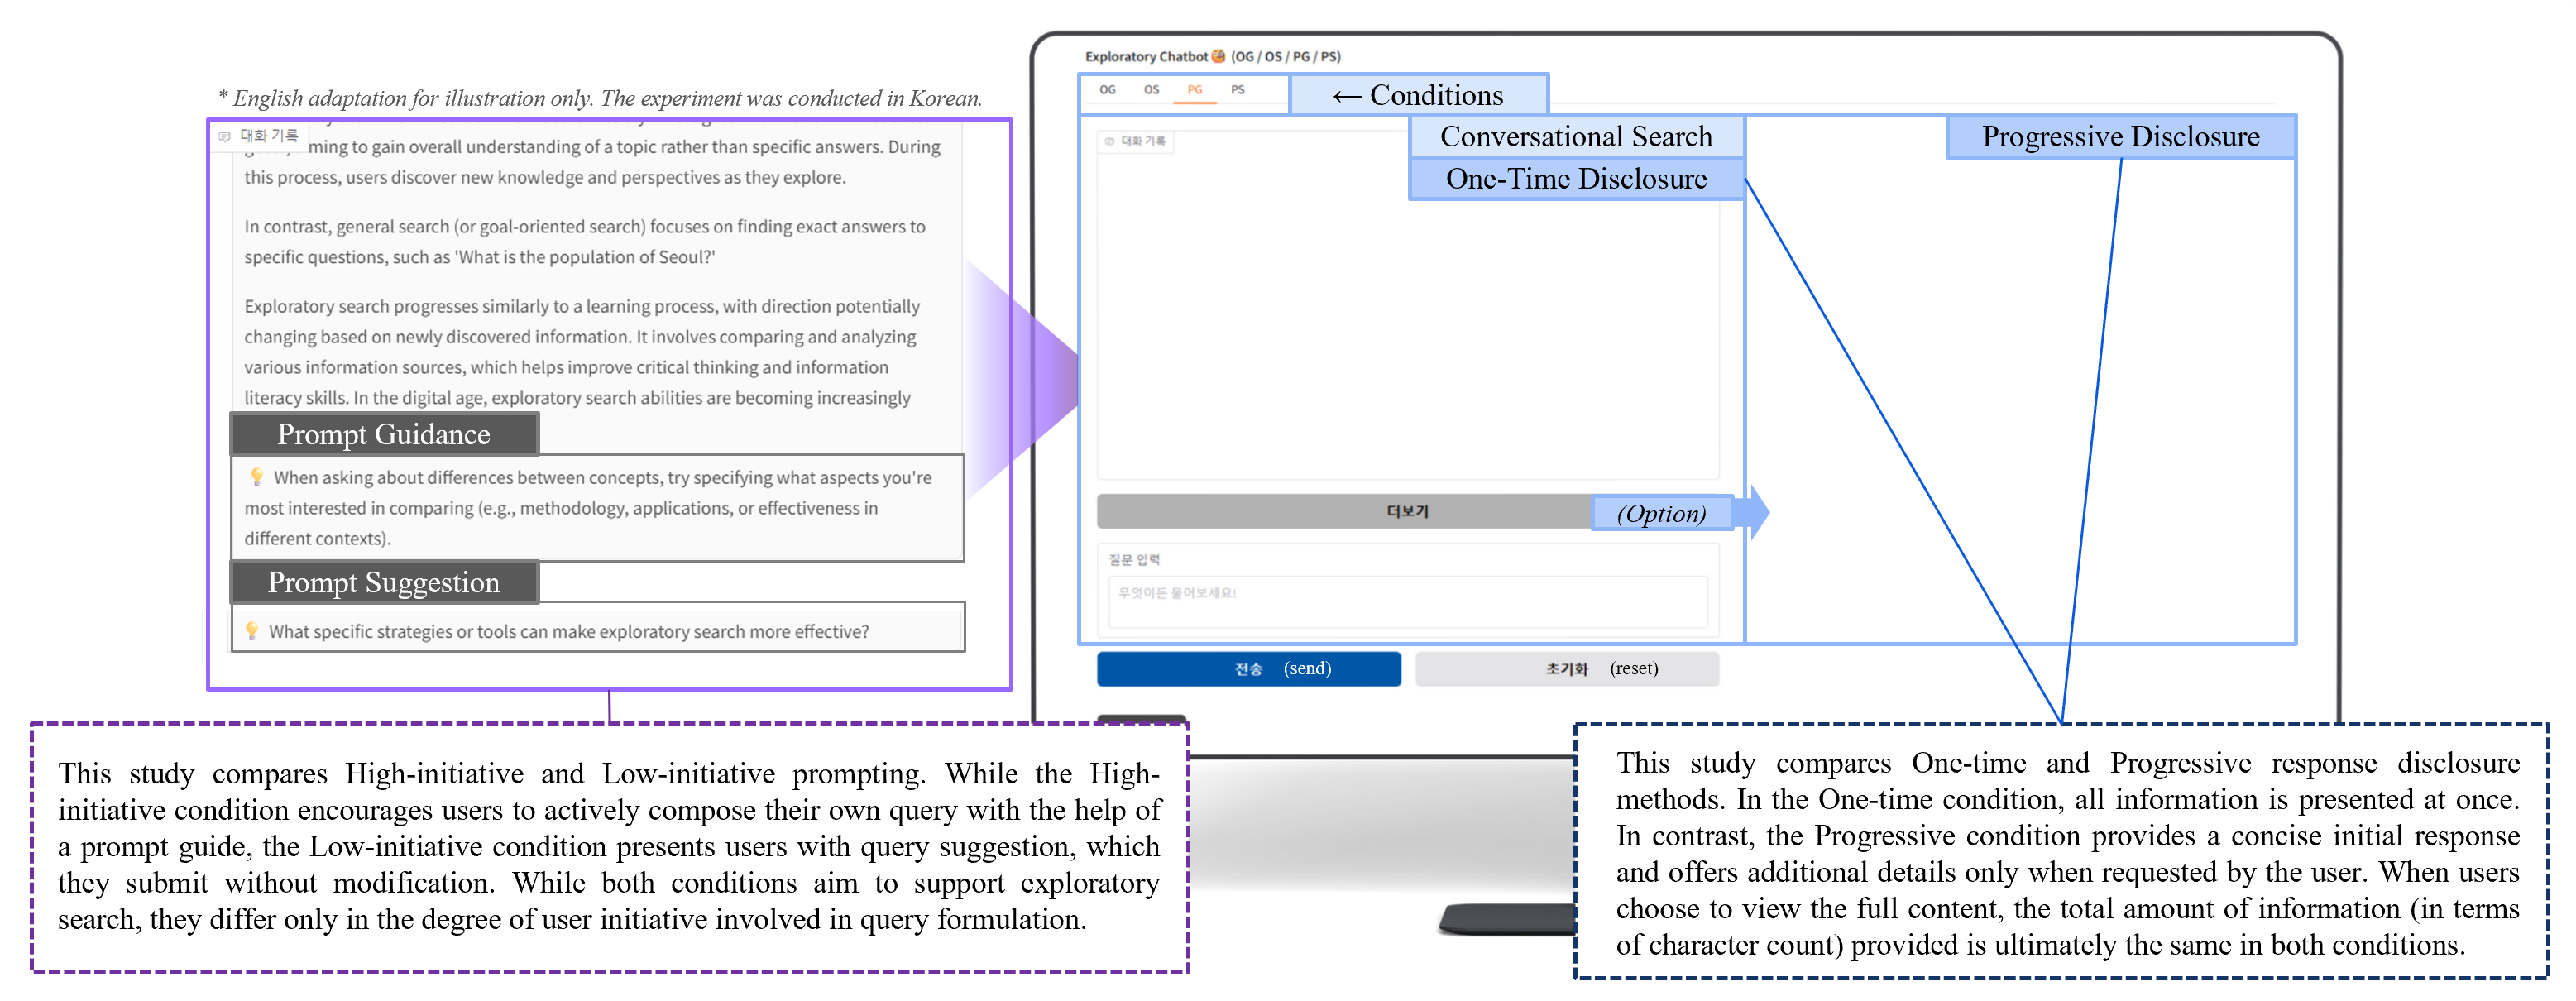 * English adaptation for illustration only. The experiment was conducted in Korean.
대화 기록
ming to gain overall understanding of a topic rather than specific answers. During
this process, users discover new knowledge and perspectives as they explore.
In contrast, general search (or goal-oriented search) focuses on finding exact answers to
specific questions, such as 'What is the population of Seoul?'
Exploratory search progresses similarly to a learning process, with direction potentially
changing based on newly discovered information. It involves comparing and analyzing
various information sources, which helps improve critical thinking and information
literacy skills. In the digital age, exploratory search abilities are becoming increasingly
Prompt Guidance
When asking about differences between concepts, try specifying what aspects you're
most interested in comparing (e.g., methodology, applications, or effectiveness in
different contexts).
Prompt Suggestion
What specific strategies or tools can make exploratory search more effective?
Exploratory Chatbot (OG / OS / PG / PS)
OG OS PG PS
← Conditions
대화 기록
Conversational Search
One-Time Disclosure
Progressive Disclosure
더보기
(Option)
질문 입력
무엇이든 물어보세요!
전송 (send)
초기화 (reset)
This study compares High-initiative and Low-initiative prompting. While the High-
initiative condition encourages users to actively compose their own query with the help of
a prompt guide, the Low-initiative condition presents users with query suggestion, which
they submit without modification. While both conditions aim to support exploratory
search, they differ only in the degree of user initiative involved in query formulation.
This study compares One-time and Progressive response disclosure
methods. In the One-time condition, all information is presented at once.
In contrast, the Progressive condition provides a concise initial response
and offers additional details only when requested by the user. When users
choose to view the full content, the total amount of information (in terms
of character count) provided is ultimately the same in both conditions.